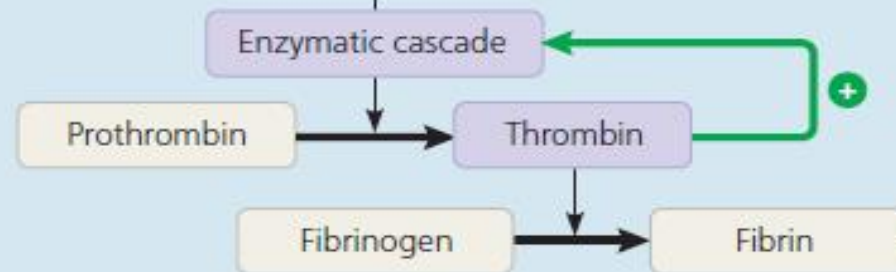 Enzymatic cascade
+
Prothrombin
Thrombin
Fibrinogen
Fibrin